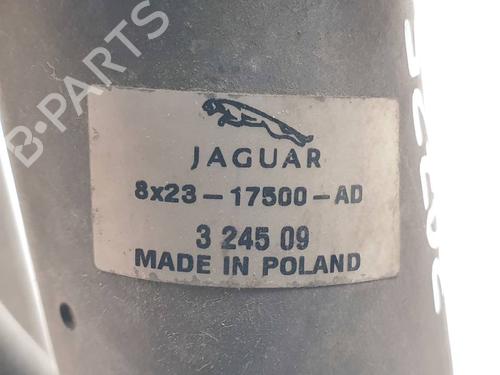 B-PARTS
JAGUAR
8x23-17500-AD
3 245 09
MADE IN POLAND